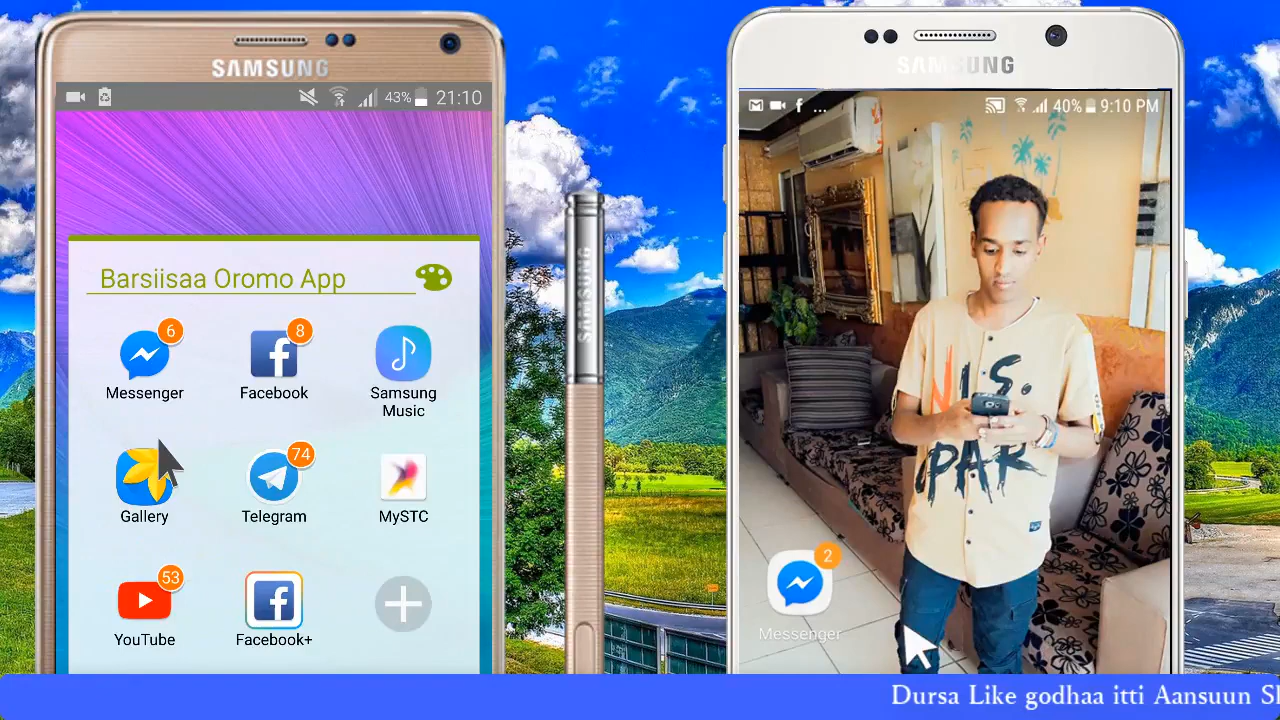 SAMSUNG
43% 21:10
Barsiisaa Oromo App
6
Messenger
8
Facebook
Samsung
Music
Gallery
74
Telegram
MySTC
53
YouTube
Facebook+
SAMSUNG
SAMSUNG
... 40% 9:10 PM
IS.
PAR
2
Messenger
Dursa Like godhaa itti Aansuun